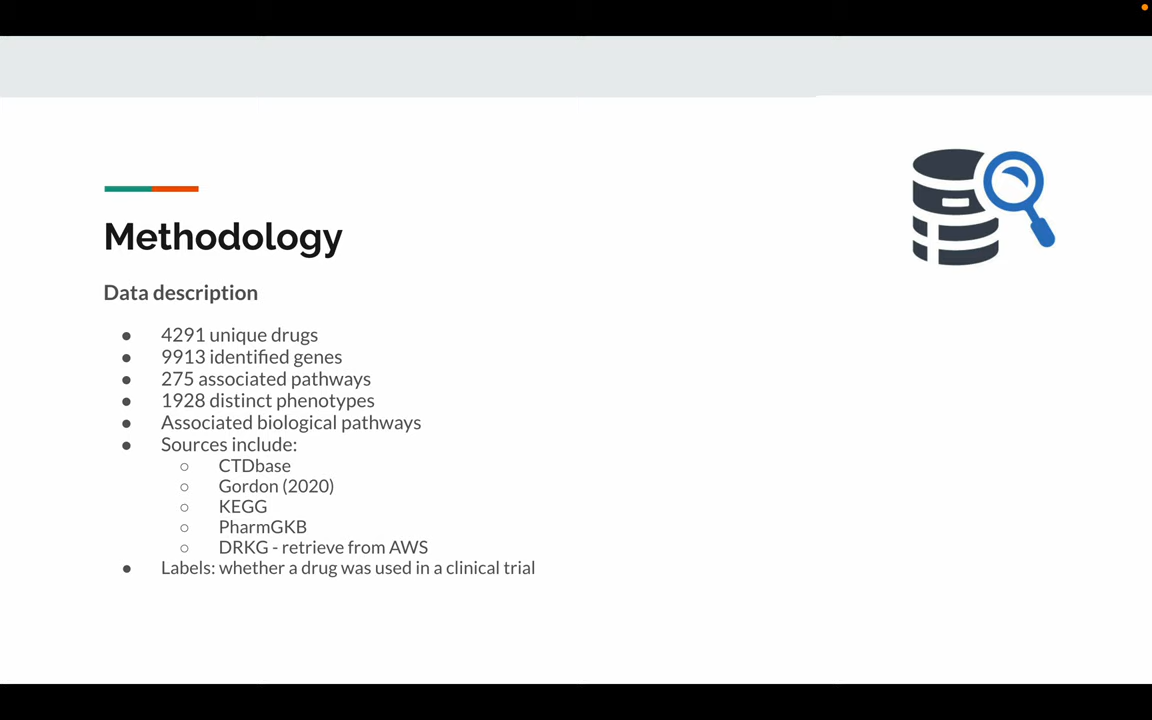 Methodology
Data description
● 4291 unique drugs
● 9913 identified genes
● 275 associated pathways
● 1928 distinct phenotypes
● Associated biological pathways
● Sources include:
○ CTDbase
○ Gordon (2020)
○ KEGG
○ PharmGKB
○ DRKG - retrieve from AWS
● Labels: whether a drug was used in a clinical trial